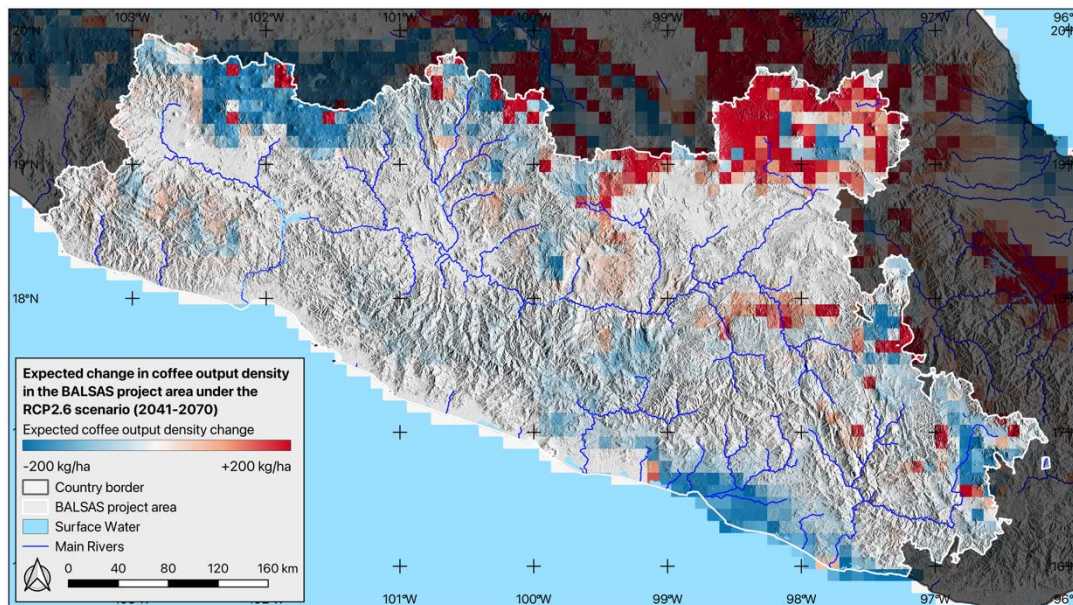 103°W 102°W 101°W 100°W 99°W 98°W 97°W 96°
20°N 20°
19°N 19°
18°N 18°
17°
16°
Expected change in coffee output density
in the BALSAS project area under the
RCP2.6 scenario (2041-2070)
Expected coffee output density change
-200 kg/ha +200 kg/ha
Country border
BALSAS project area
Surface Water
Main Rivers
0 40 80 120 160 km
101°W 100°W 99°W 98°W 97°W 96°